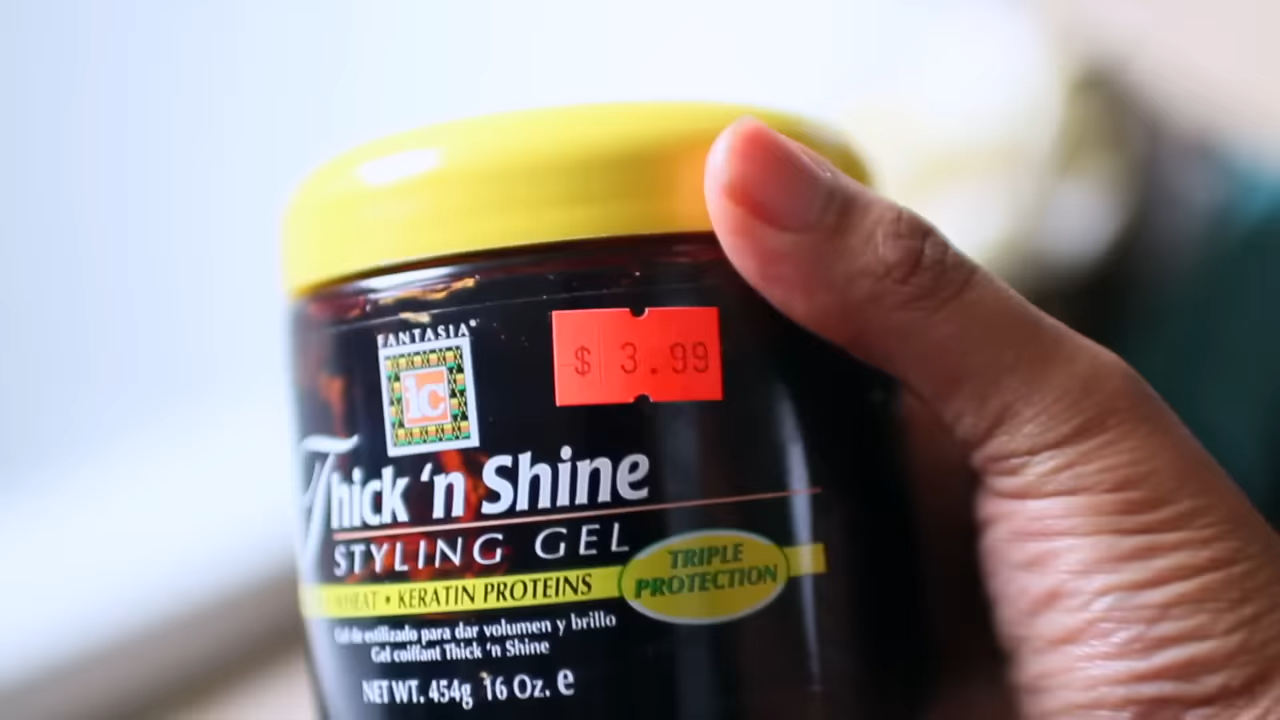 FANTASIA®
ic
$ 3.99
Thick 'n Shine
STYLING GEL
WHEAT • KERATIN PROTEINS
TRIPLE
PROTECTION
Gel de estilizado para dar volumen y brillo
Gel coiffant Thick 'n Shine
NET WT. 454g 16 Oz. e